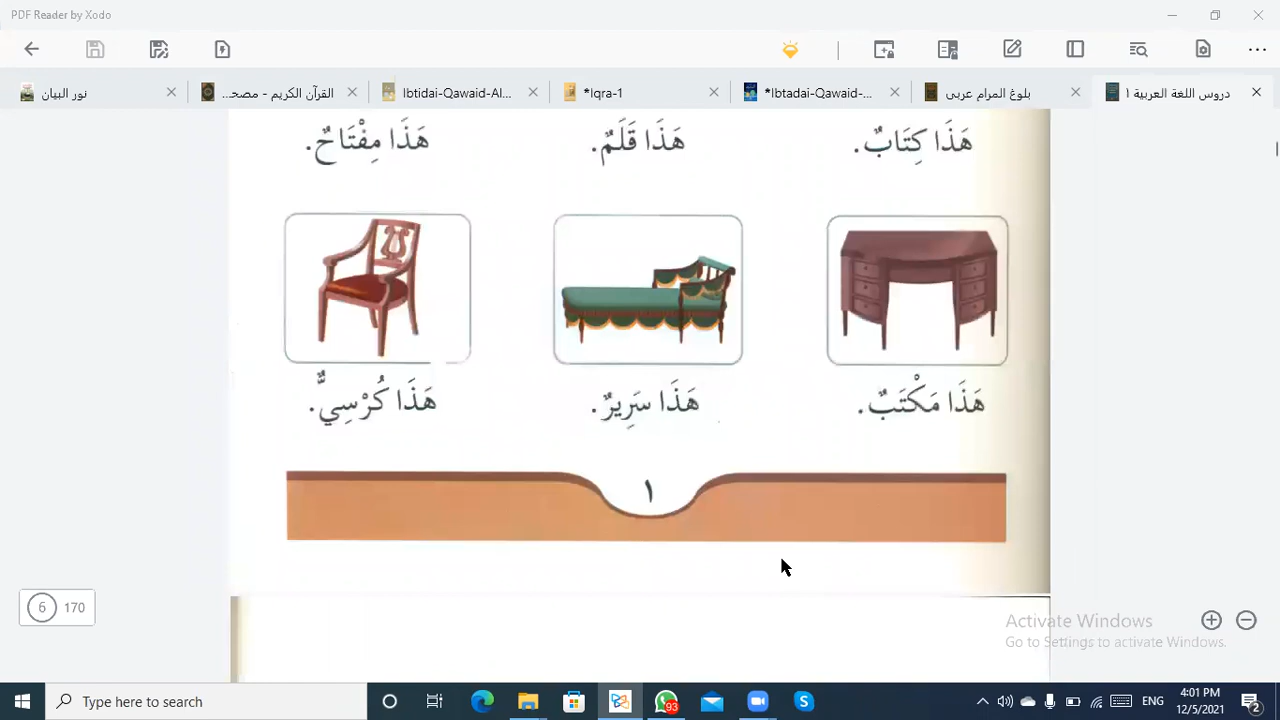 PDF Reader by Xodo
نور البيان
القرآن الكريم - مصح...
Ibtidai-Qawaid-Al...
*Iqra-1
*Ibtadai-Qawaid-...
بلوغ المرام عربى
دروس اللغة العربية ١
هَذَا كِتَابٌ. هَذَا قَلَمٌ. هَذَا مِفْتَاحٌ.
هَذَا مَكْتَبٌ. هَذَا سَرِيرٌ. هَذَا كُرْسِيٌّ.
١
6 170
Activate Windows
Go to Settings to activate Windows.
Type here to search
93
ENG
4:01 PM
12/5/2021
2